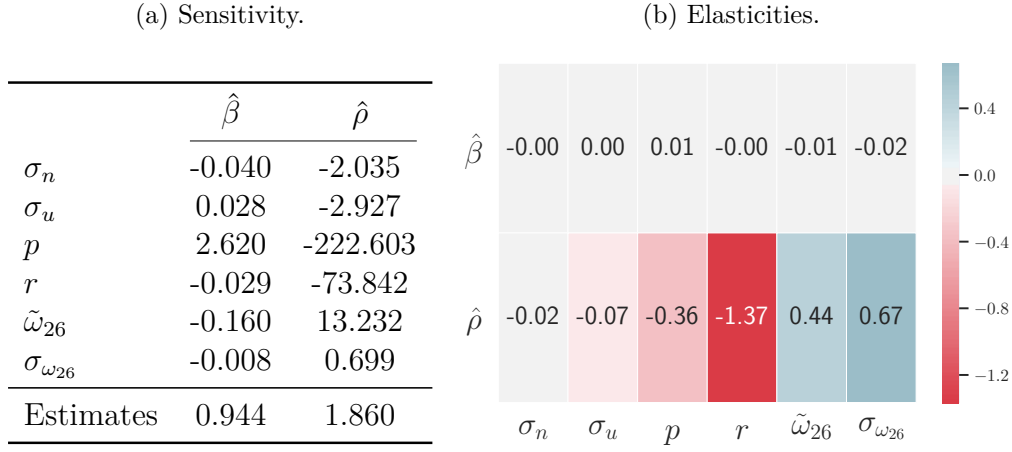 (a) Sensitivity.
β̂ ρ̂
σ_n -0.040 -2.035
σ_u 0.028 -2.927
p 2.620 -222.603
r -0.029 -73.842
ω̃_26 -0.160 13.232
σ_ω_26 -0.008 0.699
Estimates 0.944 1.860
(b) Elasticities.
β̂ -0.00 0.00 0.01 -0.00 -0.01 -0.02
ρ̂ -0.02 -0.07 -0.36 -1.37 0.44 0.67
σ_n σ_u p r ω̃_26 σ_ω_26
0.4
0.0
−0.4
−0.8
−1.2